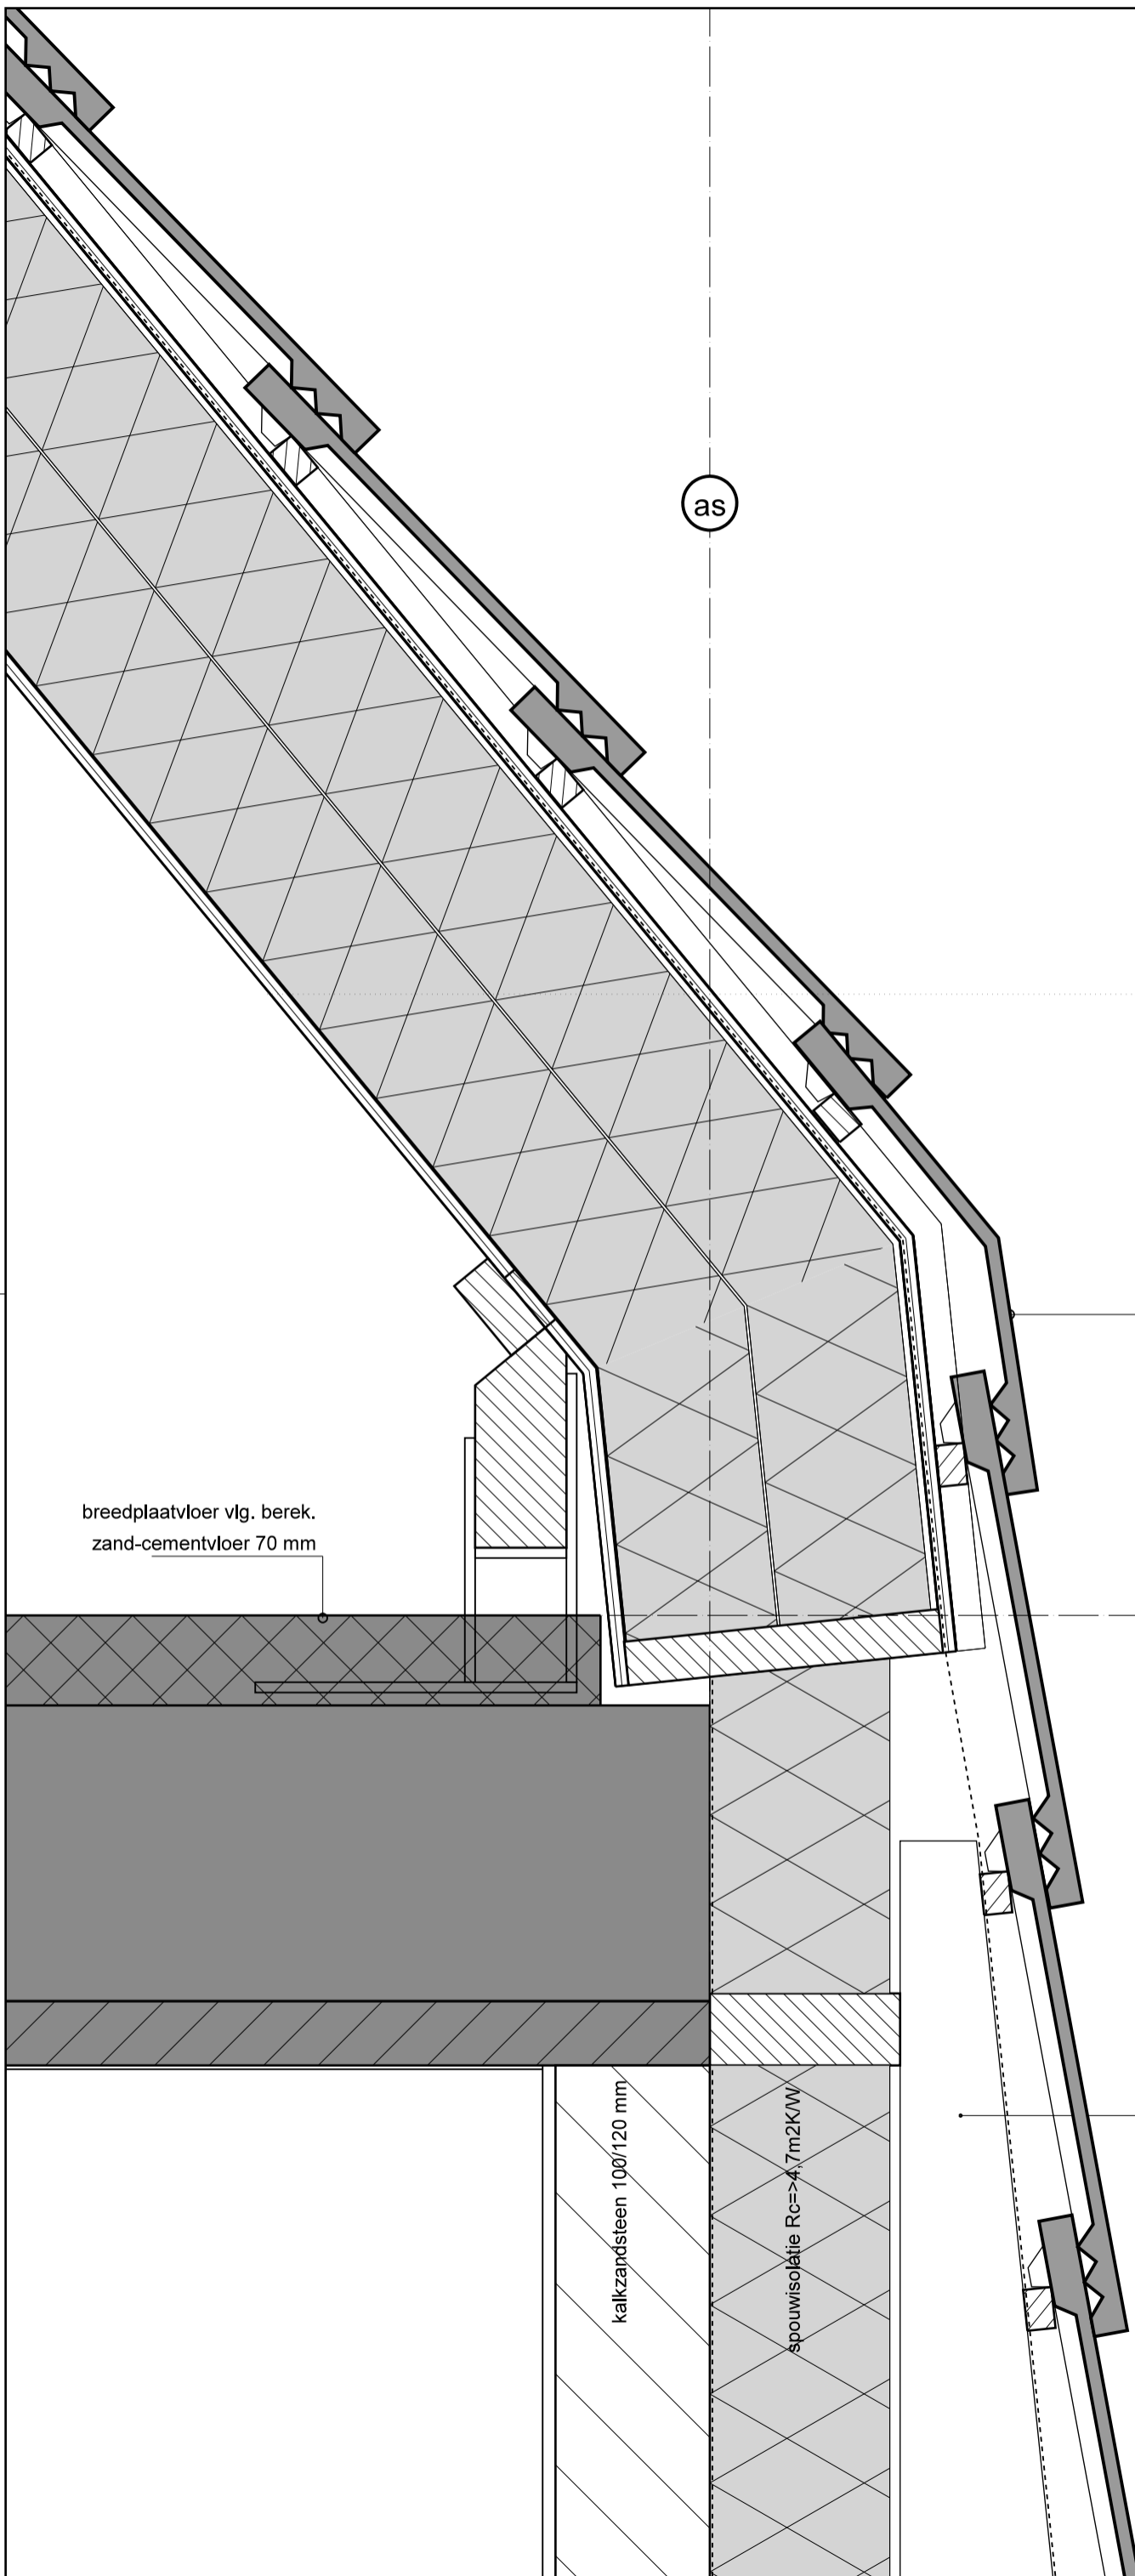 as
breedplaatvloer vlg. berek.
zand-cementvloer 70 mm
kalkzandsteen 100/120 mm
spouwisolatie Rc=>4,7m2K/W